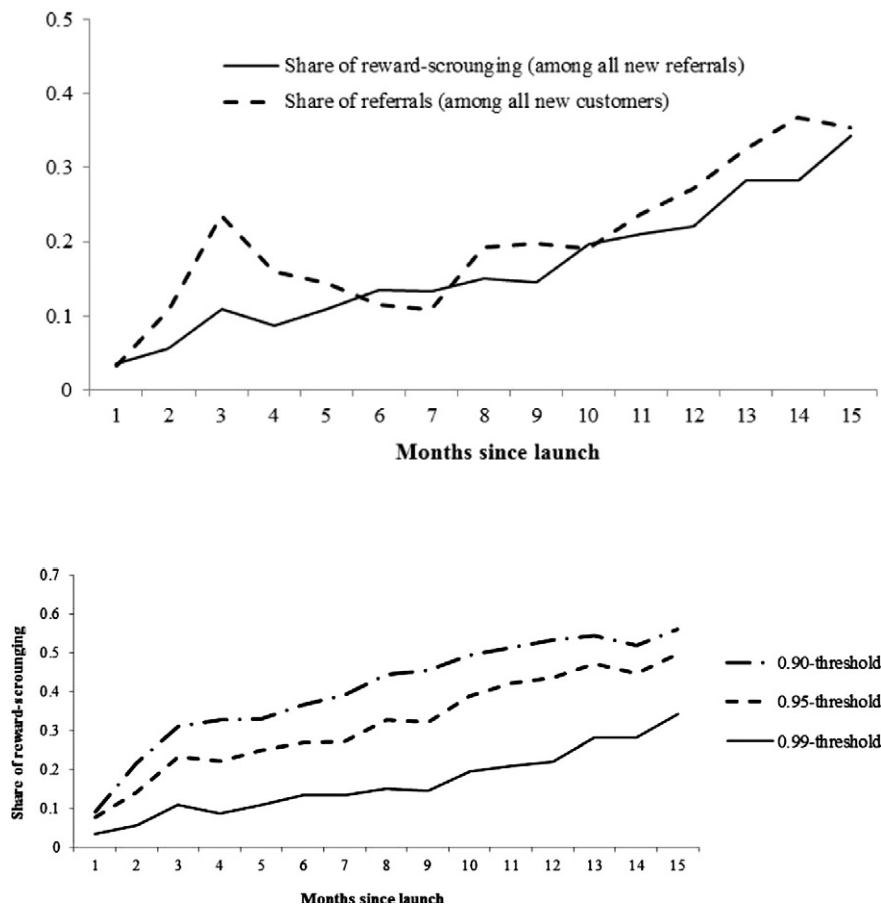 0.5
0.4
0.3
0.2
0.1
0
Share of reward-scrounging (among all new referrals)
Share of referrals (among all new customers)
1 2 3 4 5 6 7 8 9 10 11 12 13 14 15
Months since launch
Share of reward-scrounging
0.7
0.6
0.5
0.4
0.3
0.2
0.1
0
0.90-threshold
0.95-threshold
0.99-threshold
1 2 3 4 5 6 7 8 9 10 11 12 13 14 15
Months since launch